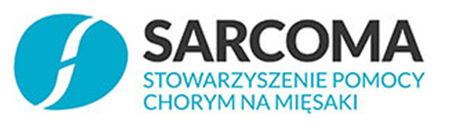 SARCOMA
STOWARZYSZENIE POMOCY
CHORYM NA MIĘSAKI